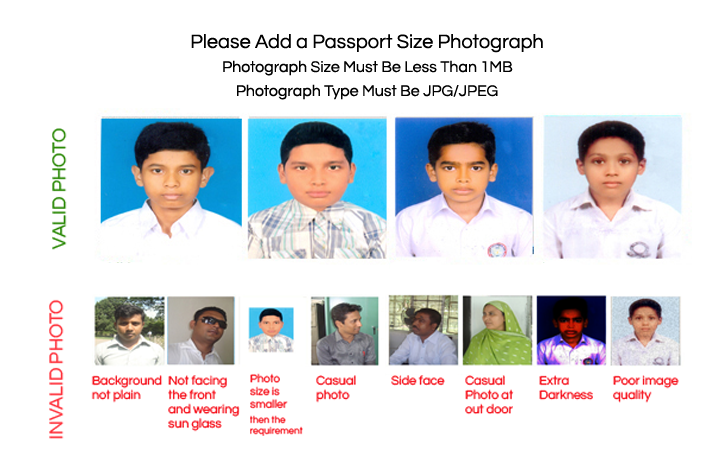 Please Add a Passport Size Photograph
Photograph Size Must Be Less Than 1MB
Photograph Type Must Be JPG/JPEG
VALID PHOTO
INVALID PHOTO
Background
not plain
Not facing
the front
and wearing
sun glass
Photo
size is
smaller
then the
requirement
Casual
photo
Side face
Casual
Photo at
out door
Extra
Darkness
Poor image
quality